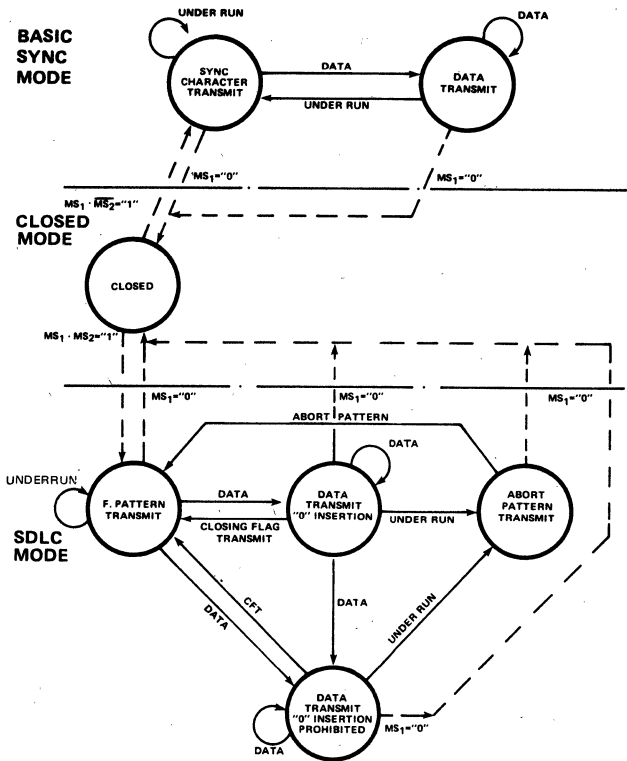 BASIC
SYNC
MODE
UNDER RUN
DATA
SYNC
CHARACTER
TRANSMIT
DATA
UNDER RUN
DATA
TRANSMIT
MS₁="0"
MS₁="0"
MS₁ · M̅S̅₂̅="1"
CLOSED
MODE
CLOSED
MS₁ · MS₂="1"
MS₁="0"
MS₁="0"
MS₁="0"
ABORT PATTERN
DATA
UNDERRUN
F. PATTERN
TRANSMIT
DATA
CLOSING FLAG
TRANSMIT
DATA
TRANSMIT
"0" INSERTION
UNDER RUN
ABORT
PATTERN
TRANSMIT
SDLC
MODE
CFT
DATA
DATA
UNDER RUN
DATA
TRANSMIT
"0" INSERTION
PROHIBITED
DATA
MS₁="0"